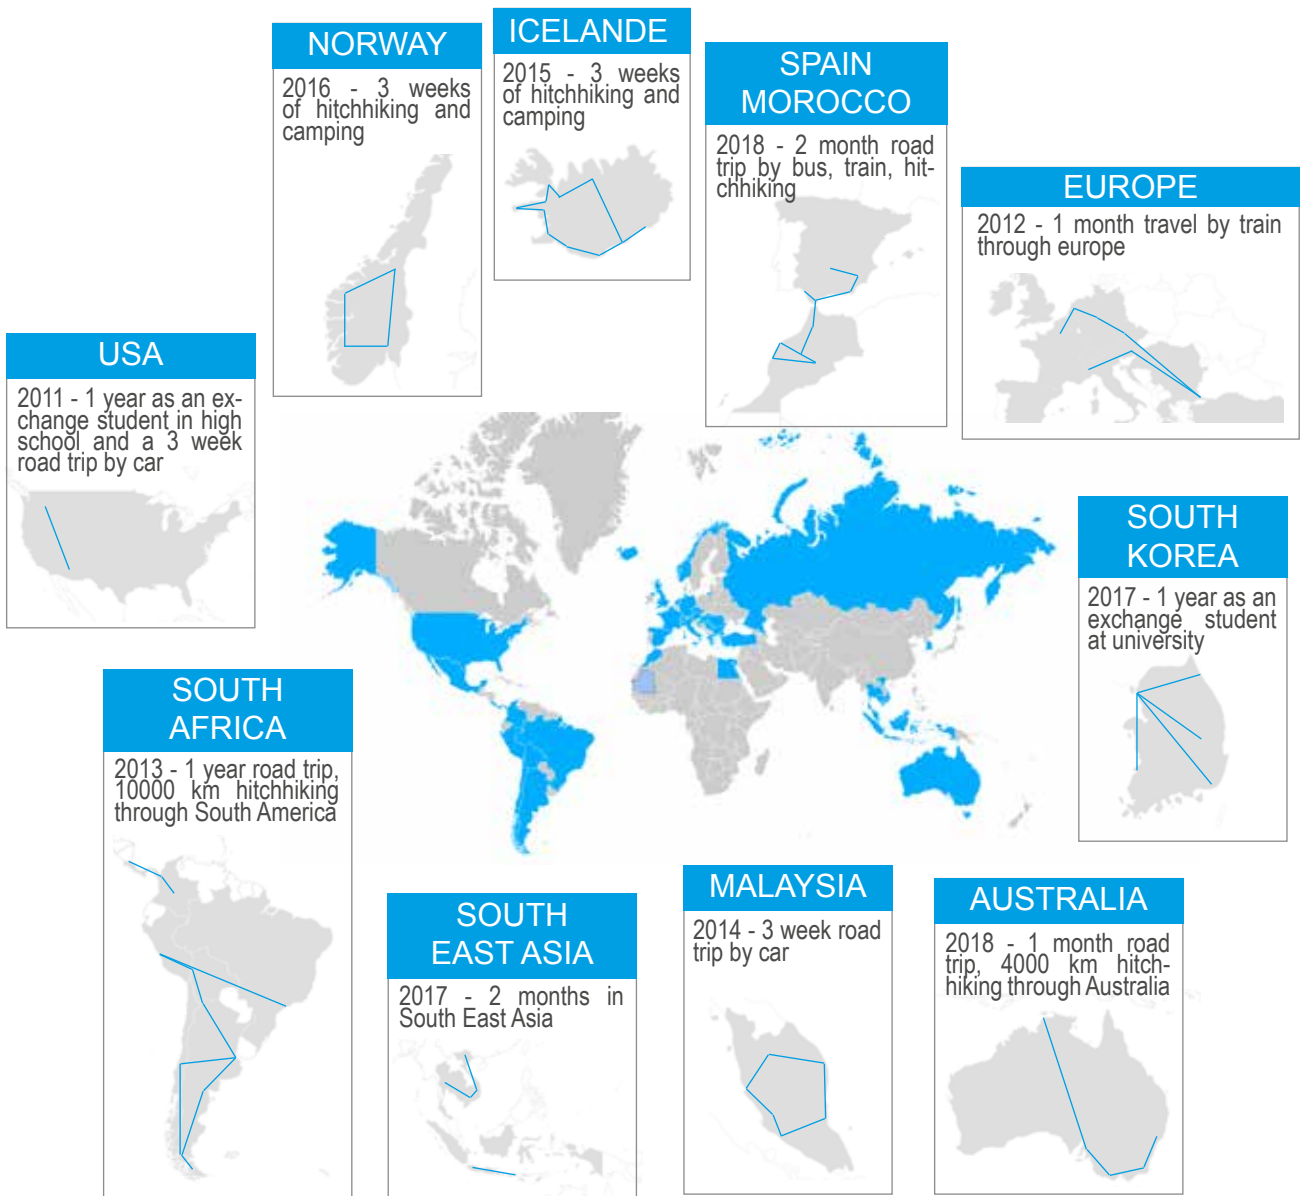 NORWAY
2016 - 3 weeks
of hitchhiking and
camping
ICELANDE
2015 - 3 weeks
of hitchhiking and
camping
SPAIN
MOROCCO
2018 - 2 month road
trip by bus, train, hit-
chhiking
EUROPE
2012 - 1 month travel by train
through europe
USA
2011 - 1 year as an ex-
change student in high
school and a 3 week
road trip by car
SOUTH
KOREA
2017 - 1 year as an
exchange student
at university
SOUTH
AFRICA
2013 - 1 year road trip,
10000 km hitchhiking
through South America
SOUTH
EAST ASIA
2017 - 2 months in
South East Asia
MALAYSIA
2014 - 3 week road
trip by car
AUSTRALIA
2018 - 1 month road
trip, 4000 km hitch-
hiking through Australia